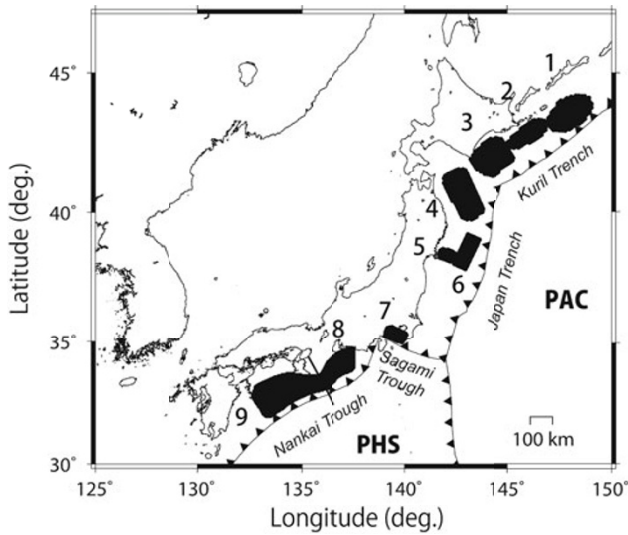 45°
40°
35°
30°
125°
130°
135°
140°
145°
150°
Latitude (deg.)
Longitude (deg.)
1
2
3
4
5
6
7
8
9
Kuril Trench
Japan Trench
PAC
Sagami
Trough
Nankai Trough
PHS
100 km